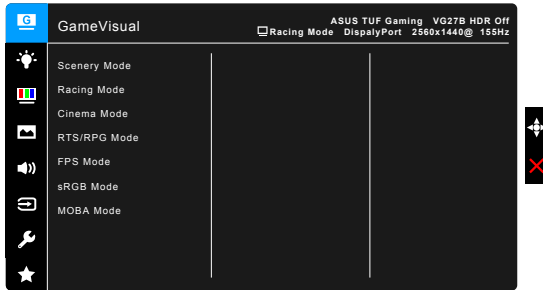 G
GameVisual
ASUS TUF Gaming VG27B HDR Off
Racing Mode DispalyPort 2560x1440@ 155Hz
Scenery Mode
Racing Mode
Cinema Mode
RTS/RPG Mode
FPS Mode
sRGB Mode
MOBA Mode